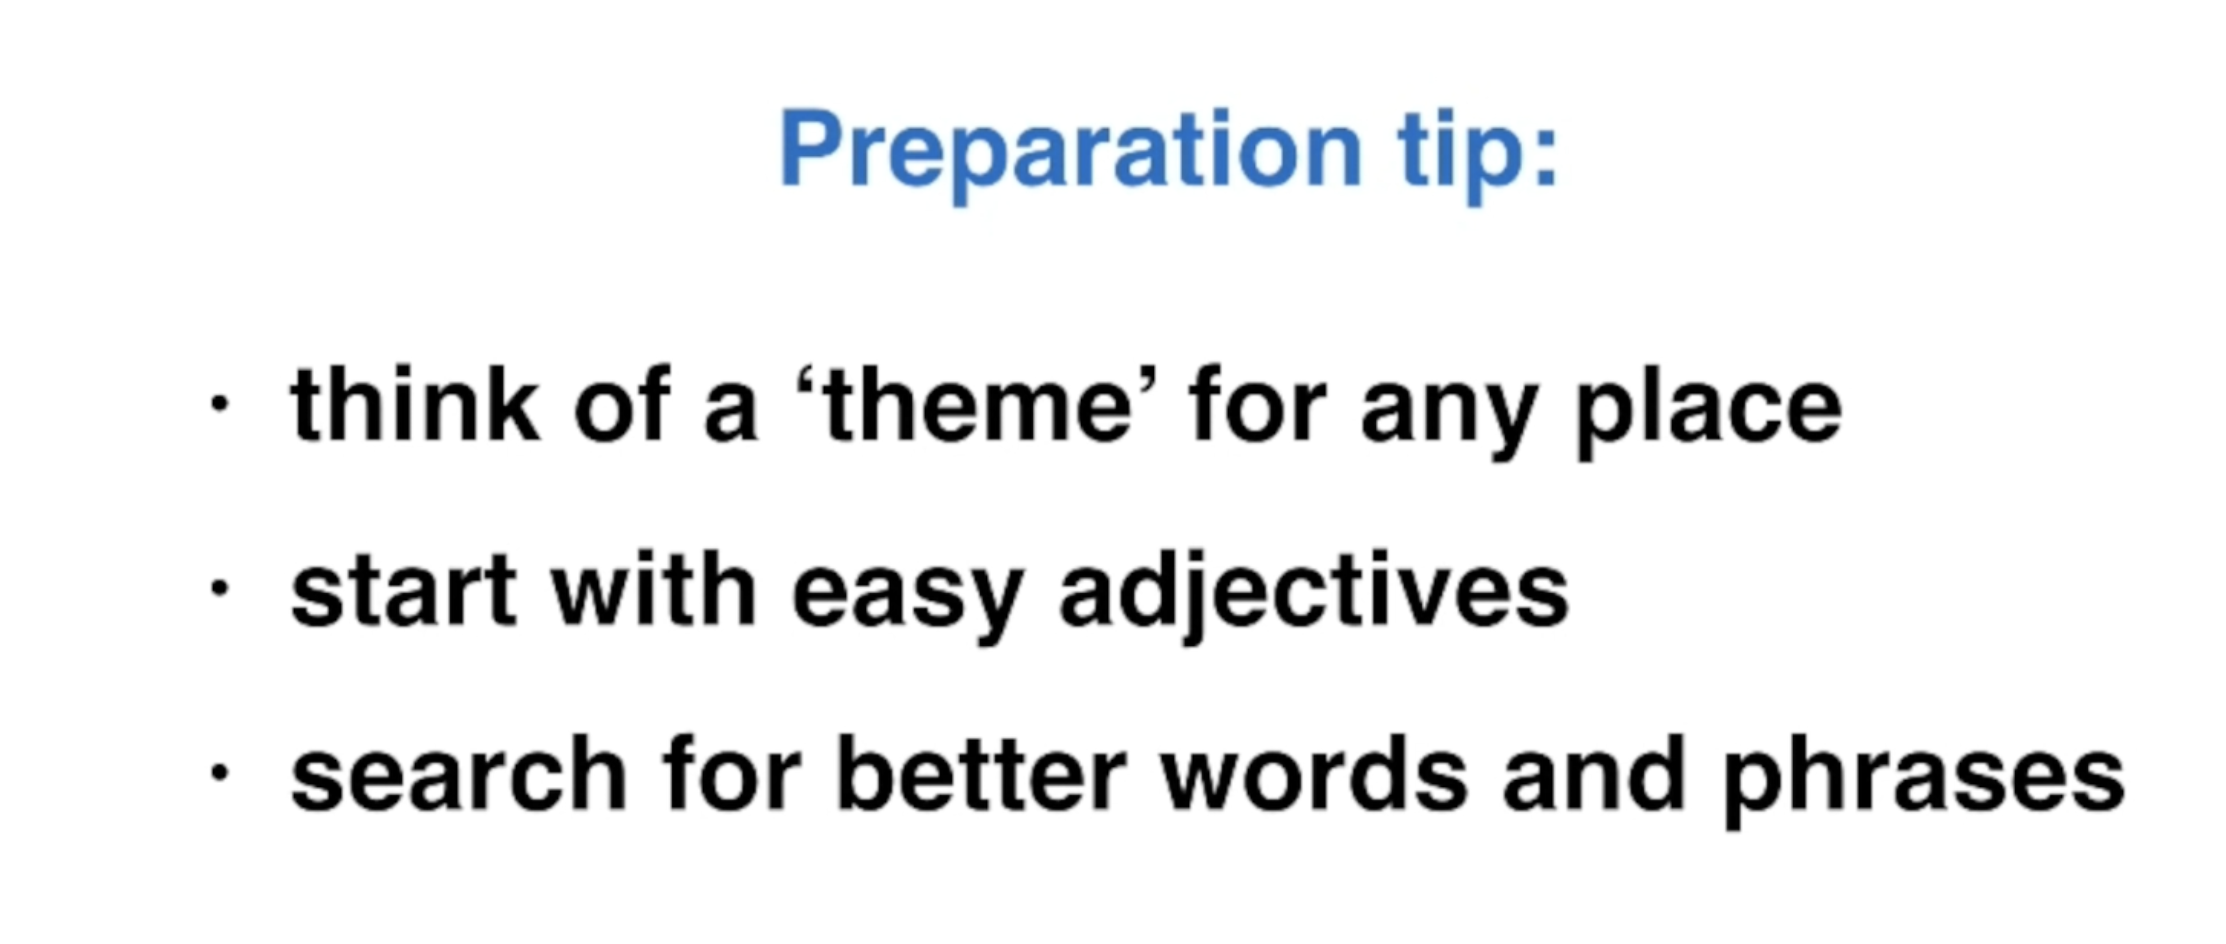 Preparation tip:
· think of a ‘theme’ for any place
· start with easy adjectives
· search for better words and phrases